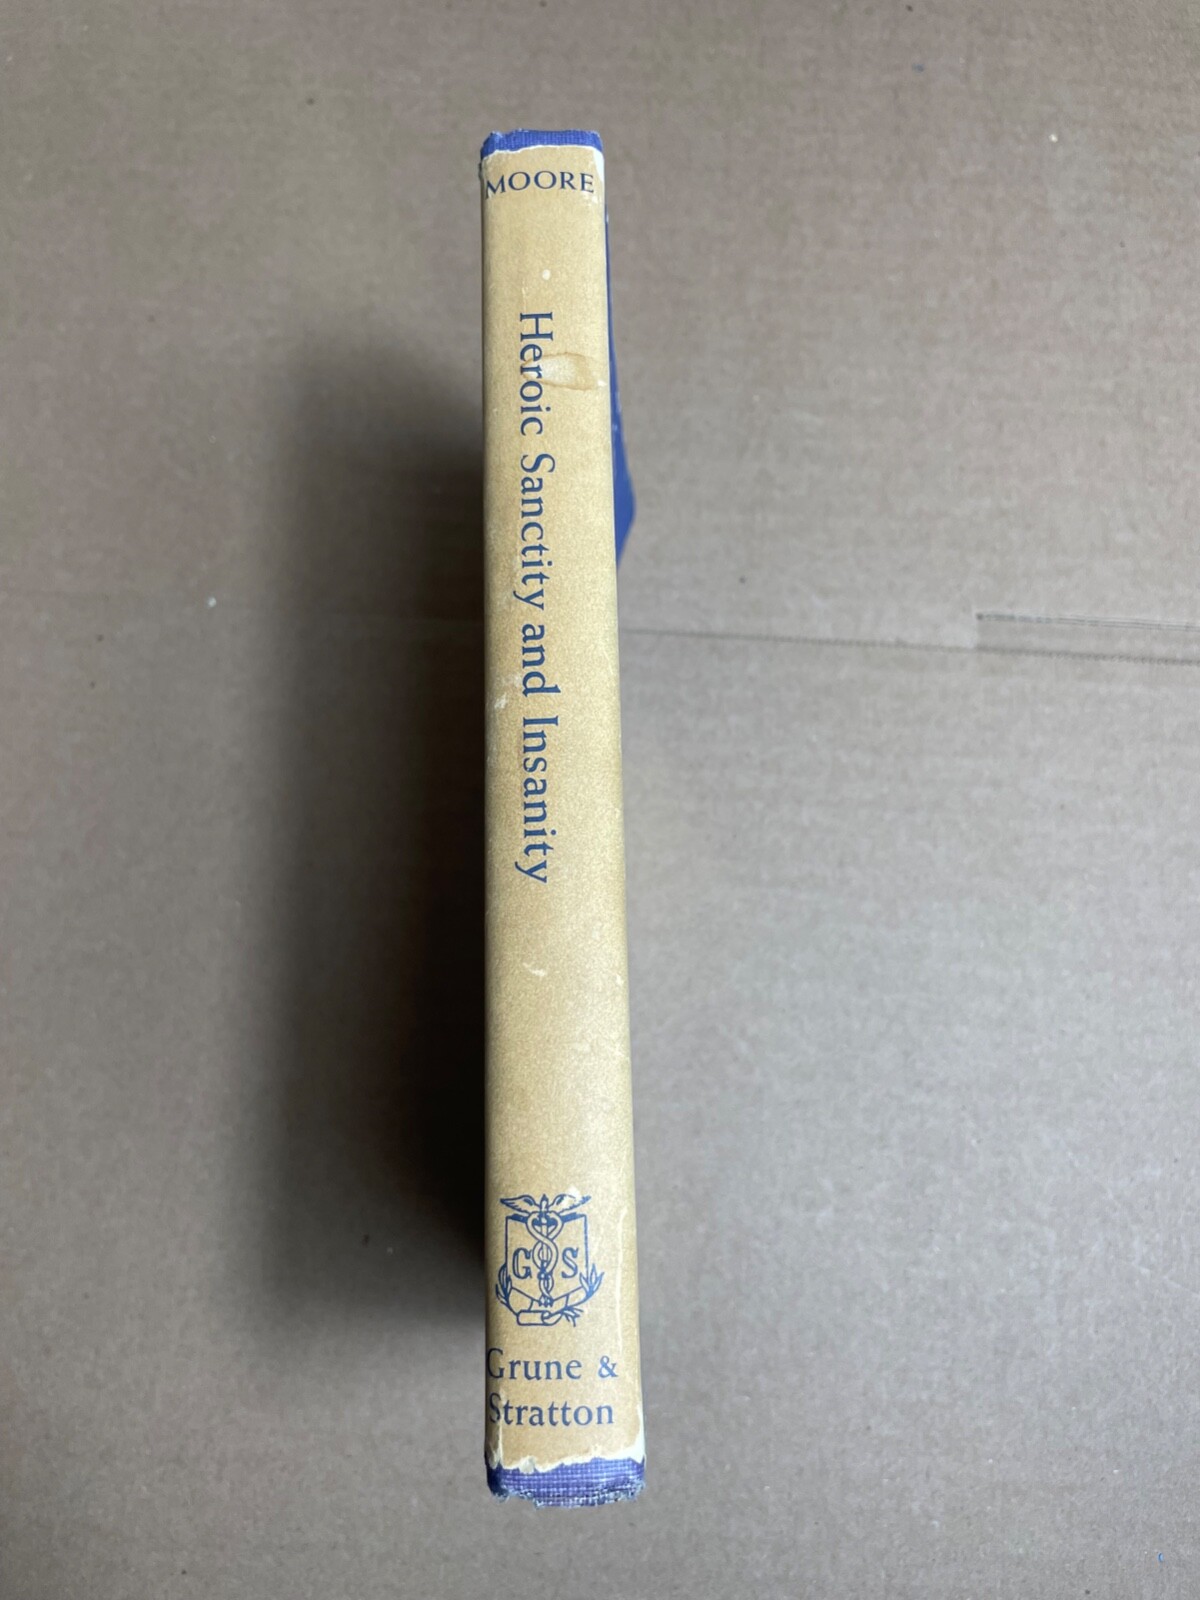 MOORE
Heroic Sanctity and Insanity
G S
Grune &
Stratton